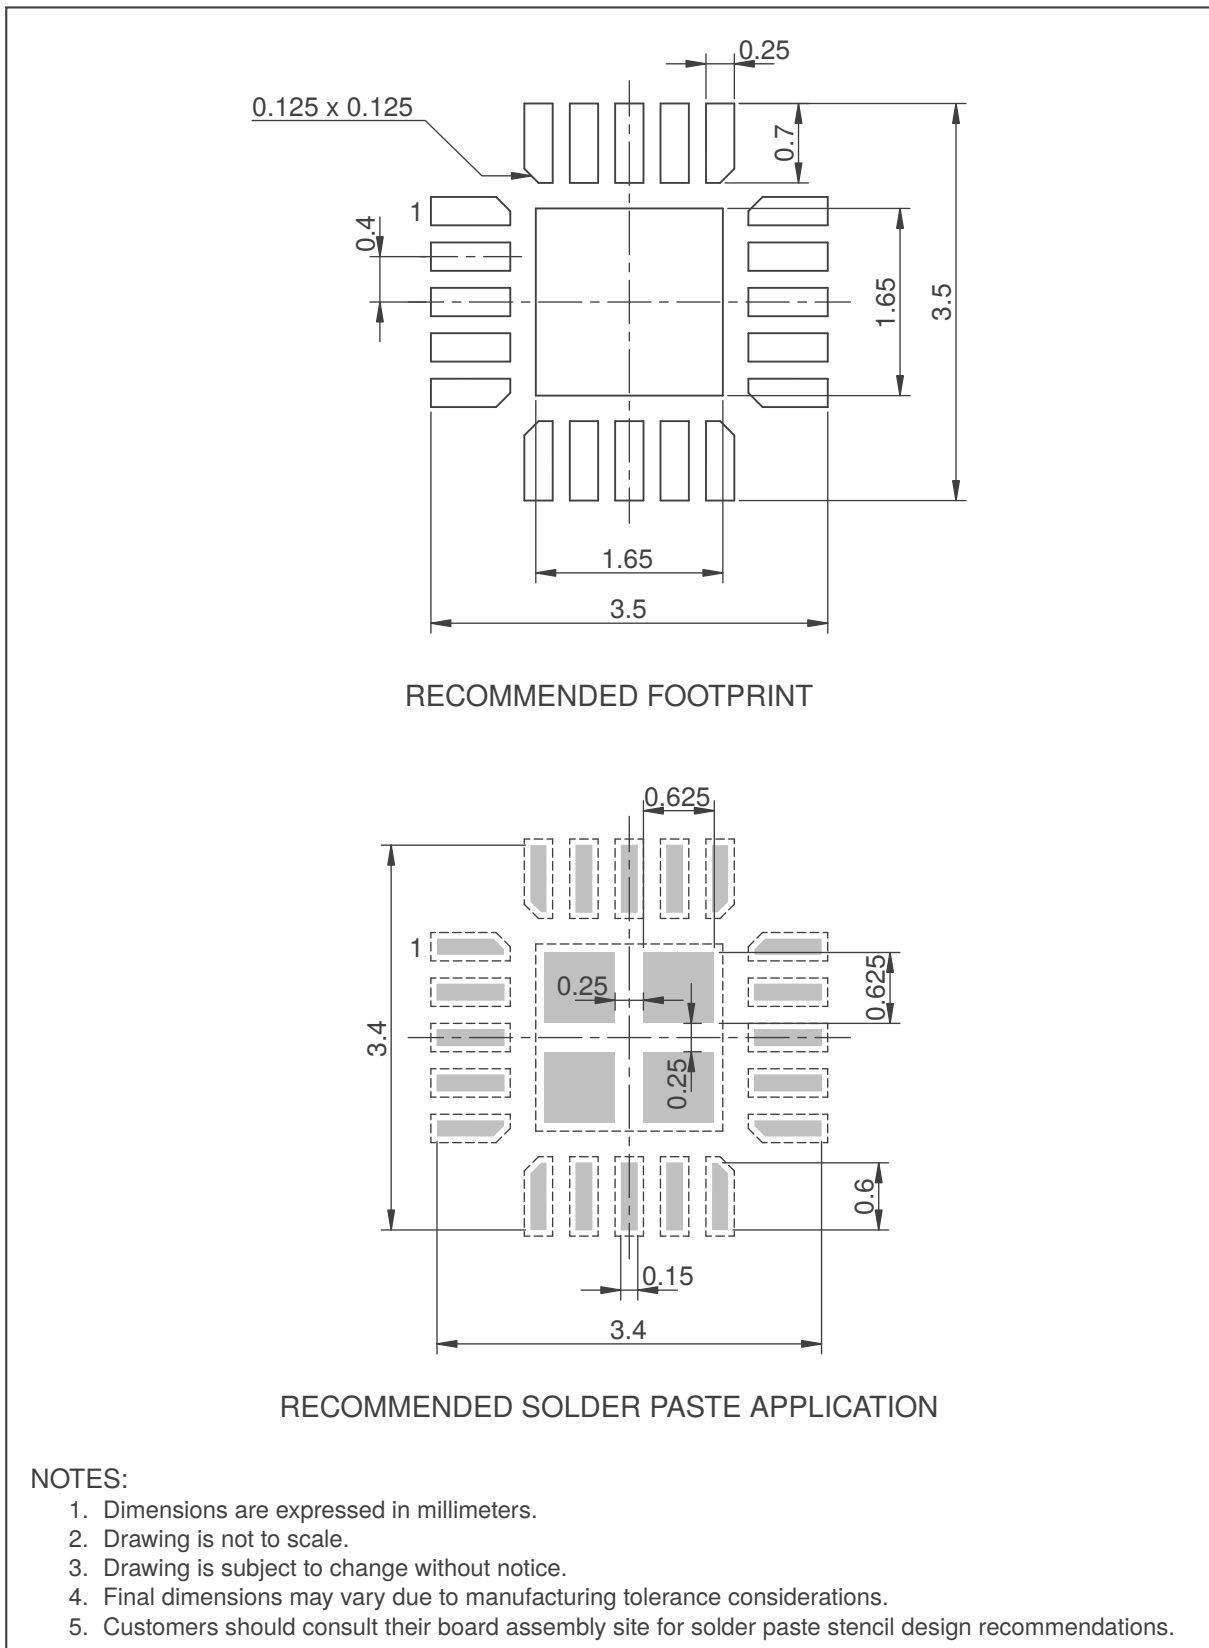 0.25
0.125 x 0.125
0.7
1
0.4
1.65
3.5
1.65
3.5
RECOMMENDED FOOTPRINT
0.625
1
0.25
0.625
3.4
0.25
0.6
0.15
3.4
RECOMMENDED SOLDER PASTE APPLICATION
NOTES:
1. Dimensions are expressed in millimeters.
2. Drawing is not to scale.
3. Drawing is subject to change without notice.
4. Final dimensions may vary due to manufacturing tolerance considerations.
5. Customers should consult their board assembly site for solder paste stencil design recommendations.